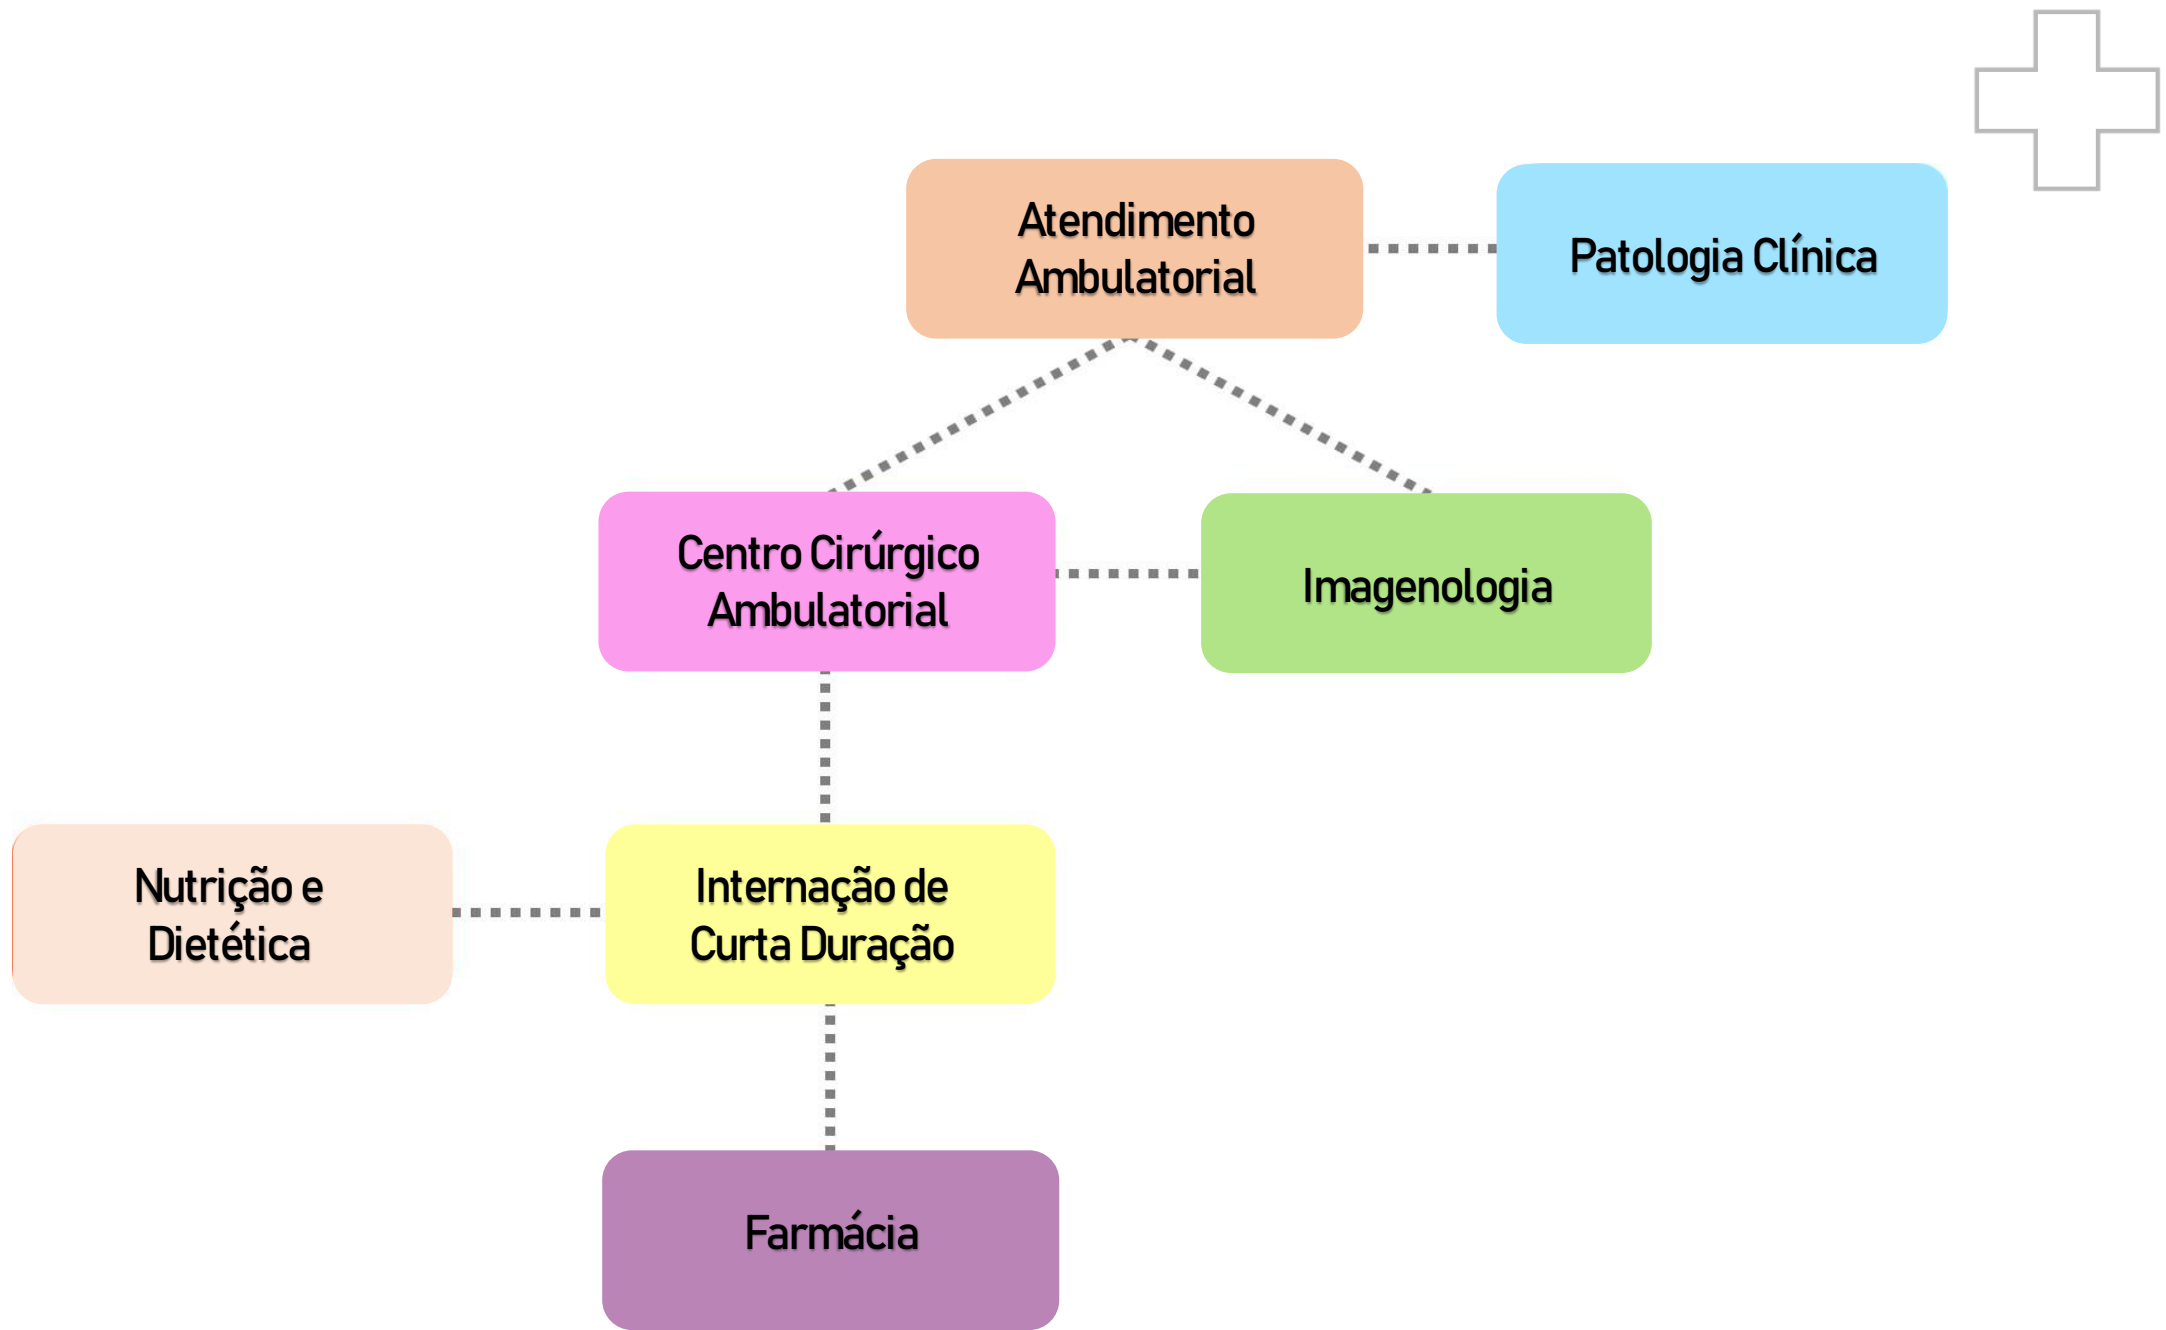 Atendimento
Ambulatorial
Patologia Clínica
Centro Cirúrgico
Ambulatorial
Imagenologia
Nutrição e
Dietética
Internação de
Curta Duração
Farmácia